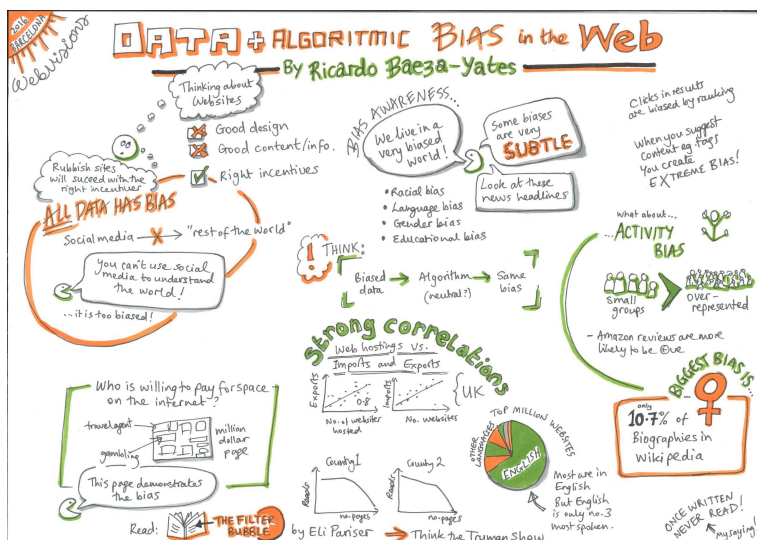 2016
BARCELONA
Webvisions
DATA + ALGORITMIC BIAS in the Web
By Ricardo Baeza-Yates
Thinking about
Websites
Good design
Good content/info.
Right incentives
Rubbish sites
will suceed with the
right incentiver
ALL DATA HAS BIAS
Social media → "rest of the world"
You can't use social
media to understand
the world!
...it is too biased!
BIAS AWARENESS...
We live in a
very biased
world!
Some biases
are very
SUBTLE
Look at these
news headlines
• Racial bias
• Language bias
• Gender bias
• Educational bias
! THINK:
Biased data → Algorithm (neutral?) → Same bias
Clicks in results
are biased by ranking
When you suggest
content eg. tags
You create
EXTREME BIAS!
what about...
ACTIVITY
BIAS
small
groups
over-
represented
- Amazon reviews are more
likely to be +ve
Strong correlations
Web hostings vs.
Imports and Exports
Exports
0.8
No. of websites
hosted
Imports
No. websites
UK
Who is willing to pay for space
on the internet?
travel agent
gambling
million
dollar
page
This page demonstrates
the bias
Country 1
no. pages
Country 2
no. pages
TOP MILLION WEBSITES
OTHER
LANGUAGES
ENGLISH
Most are in
English
But English
is only no. 3
most spoken.
BIGGEST BIAS IS...
only
10.7% of
Biographies in
Wikipedia
Read: THE FILTER
BUBBLE by Eli Pariser → Think the Truman Show
ONCE WRITTEN
NEVER READ!
my saying!